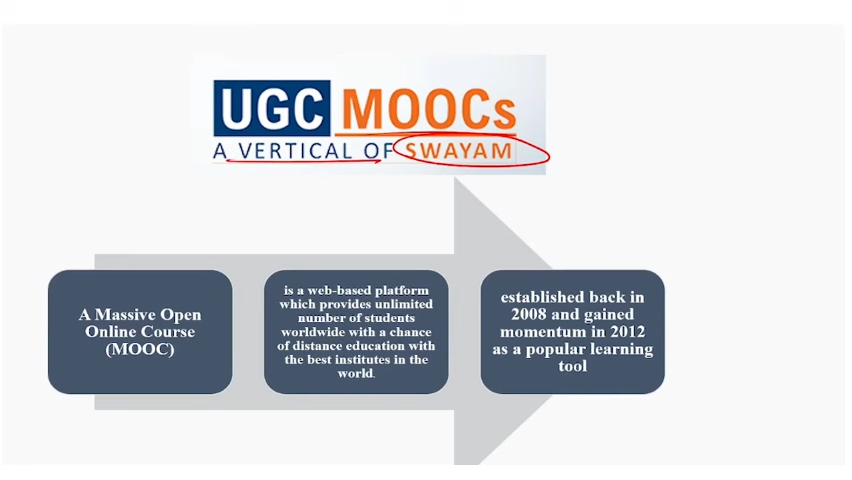 UGC MOOCs
A VERTICAL OF SWAYAM
A Massive Open
Online Course
(MOOC)
is a web-based platform
which provides unlimited
number of students
worldwide with a chance
of distance education with
the best institutes in the
world.
established back in
2008 and gained
momentum in 2012
as a popular learning
tool